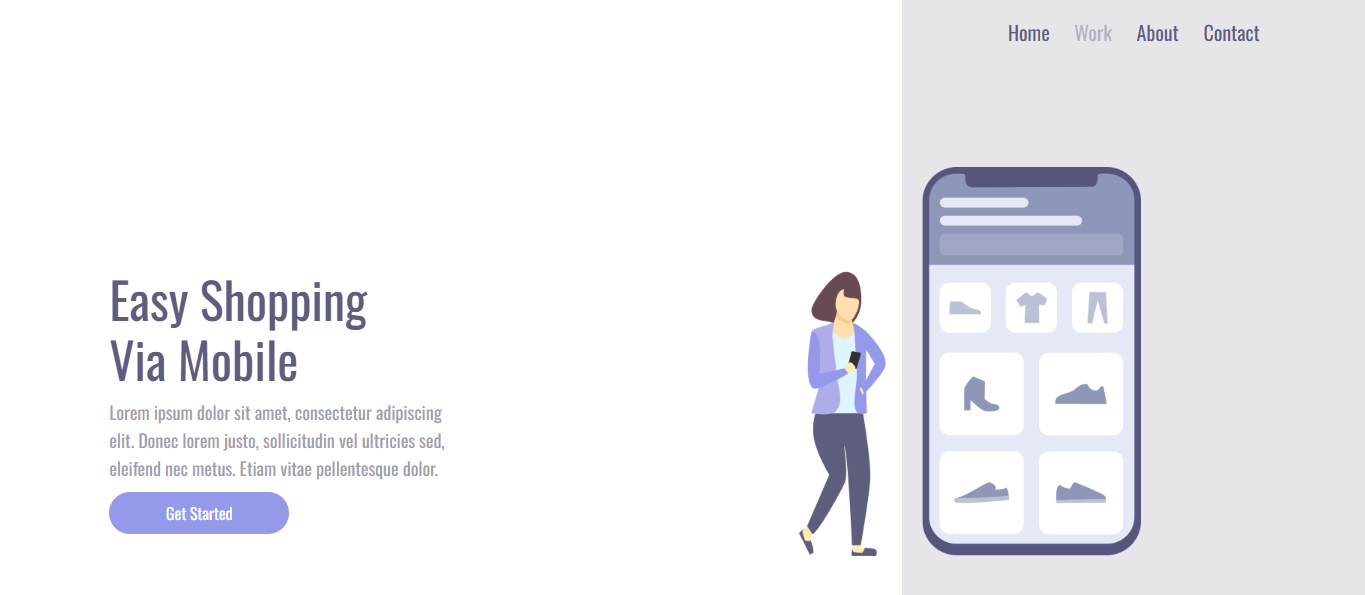 Home Work About Contact
Easy Shopping
Via Mobile
Lorem ipsum dolor sit amet, consectetur adipiscing
elit. Donec lorem justo, sollicitudin vel ultricies sed,
eleifend nec metus. Etiam vitae pellentesque dolor.
Get Started